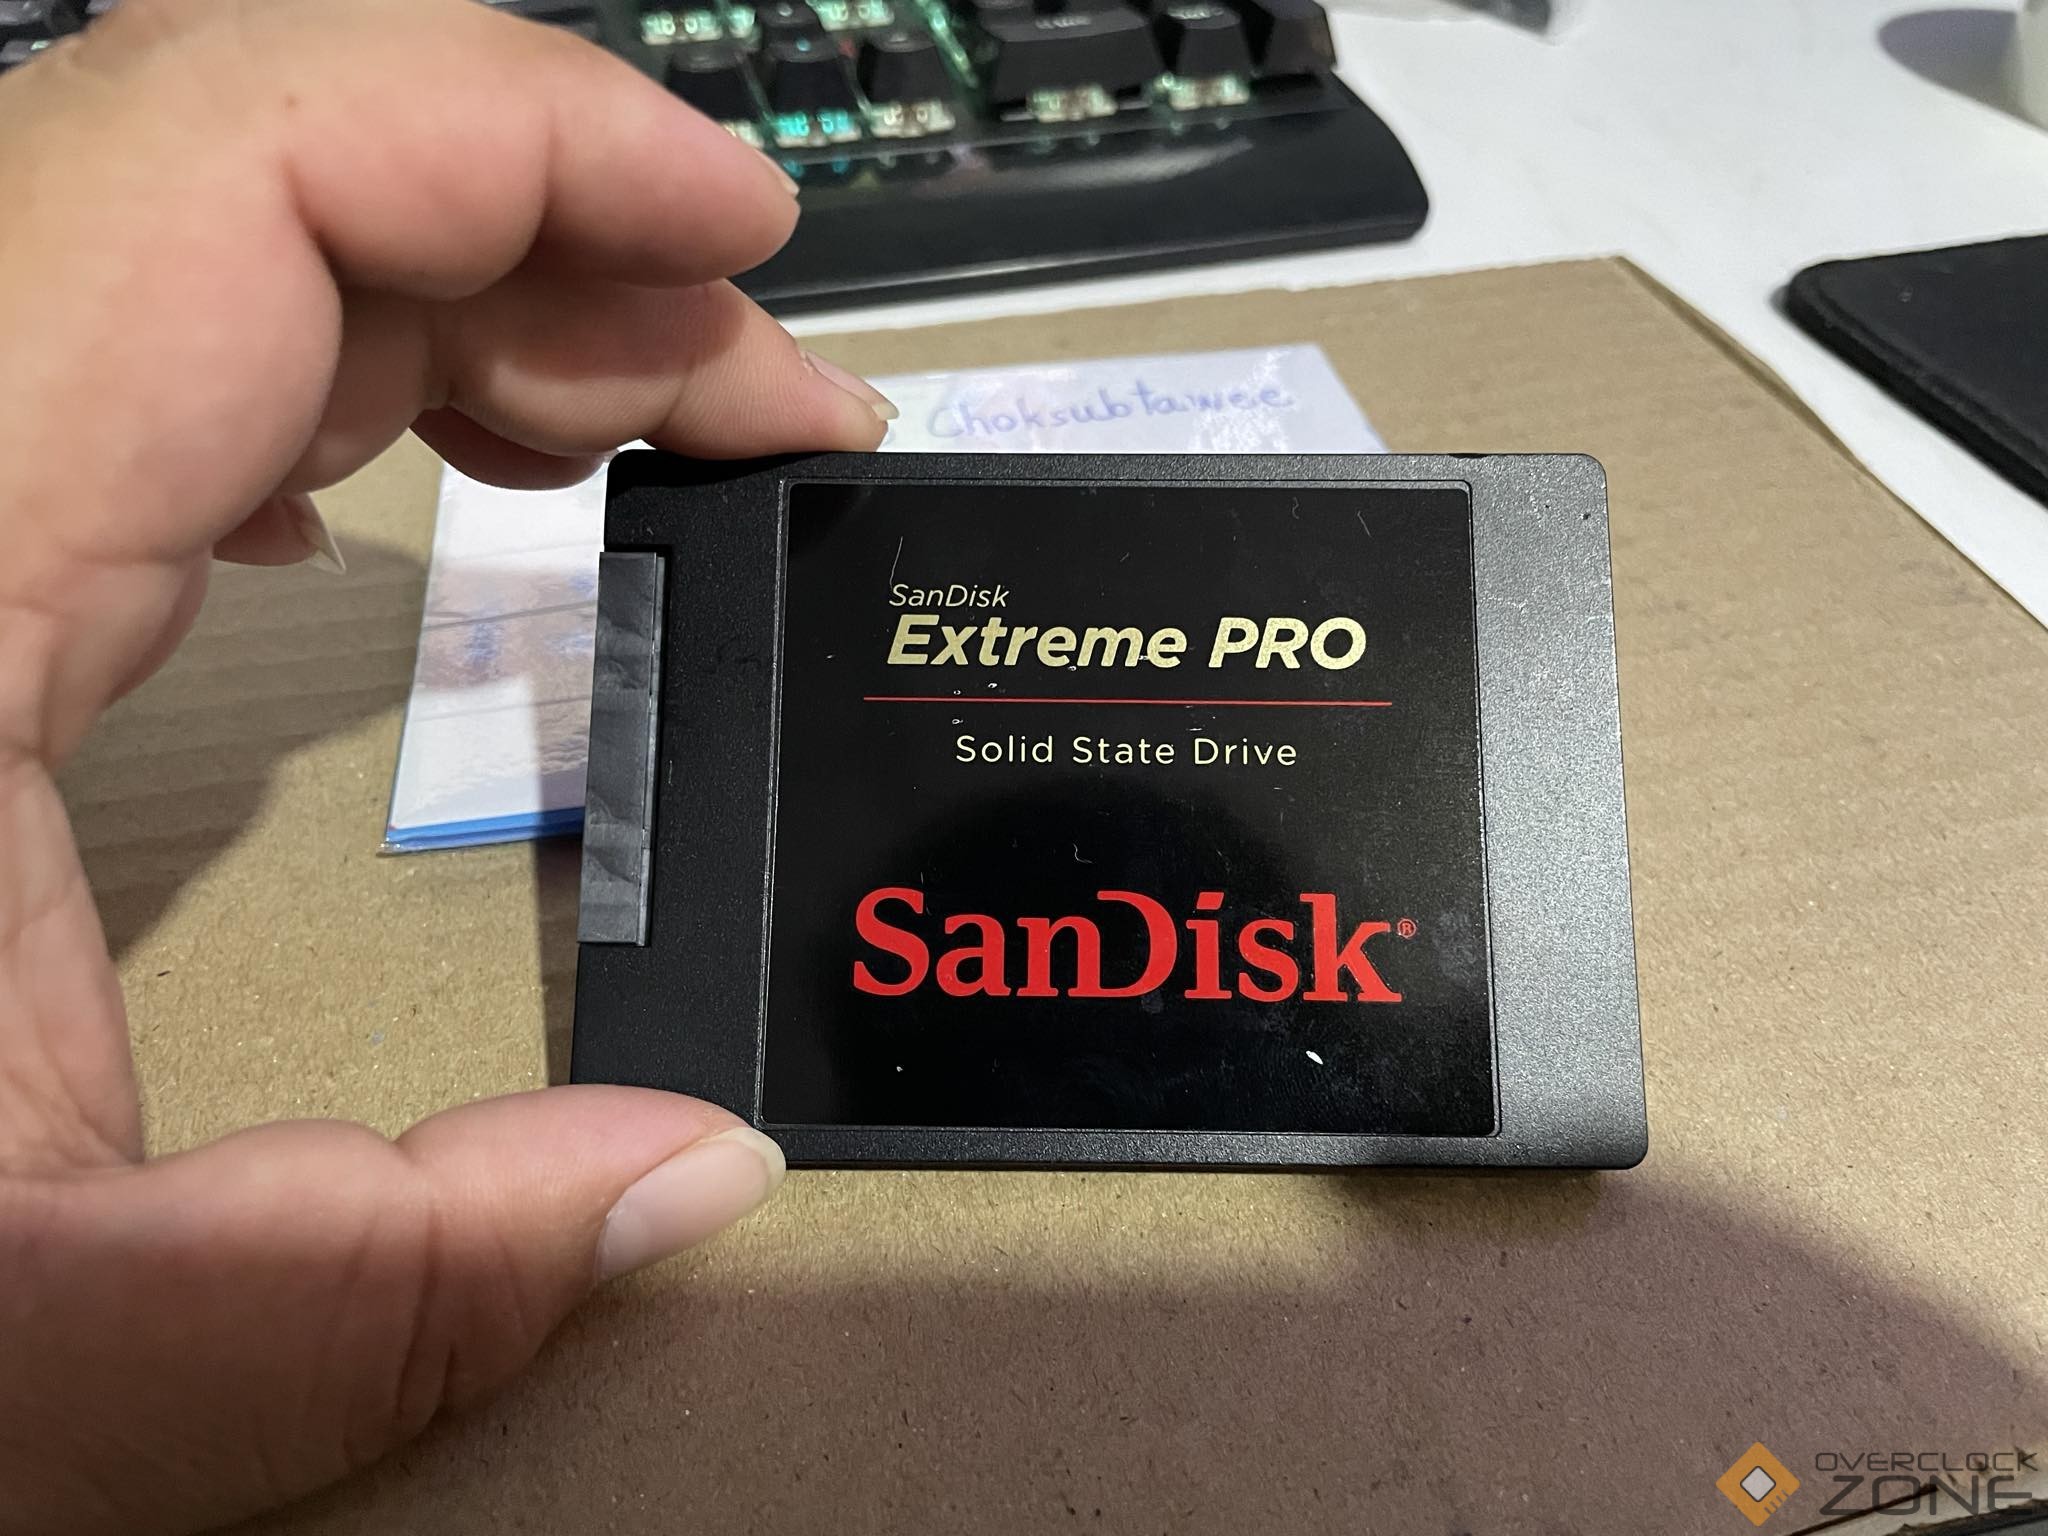 Choksubtawee
SanDisk
Extreme PRO
Solid State Drive
SanDisk®
OVERCLOCK
ZONE